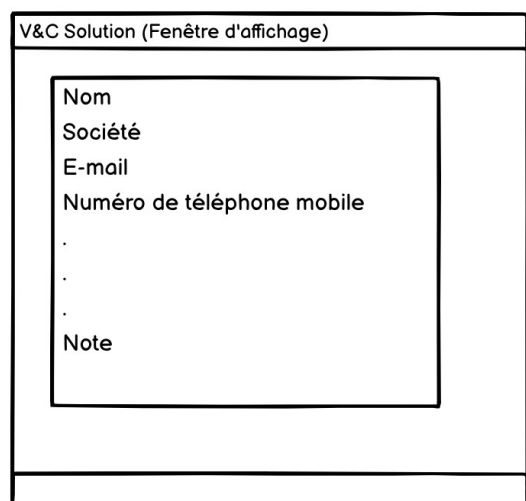 V&C Solution (Fenêtre d'affichage)
Nom
Société
E-mail
Numéro de téléphone mobile
.
.
.
Note